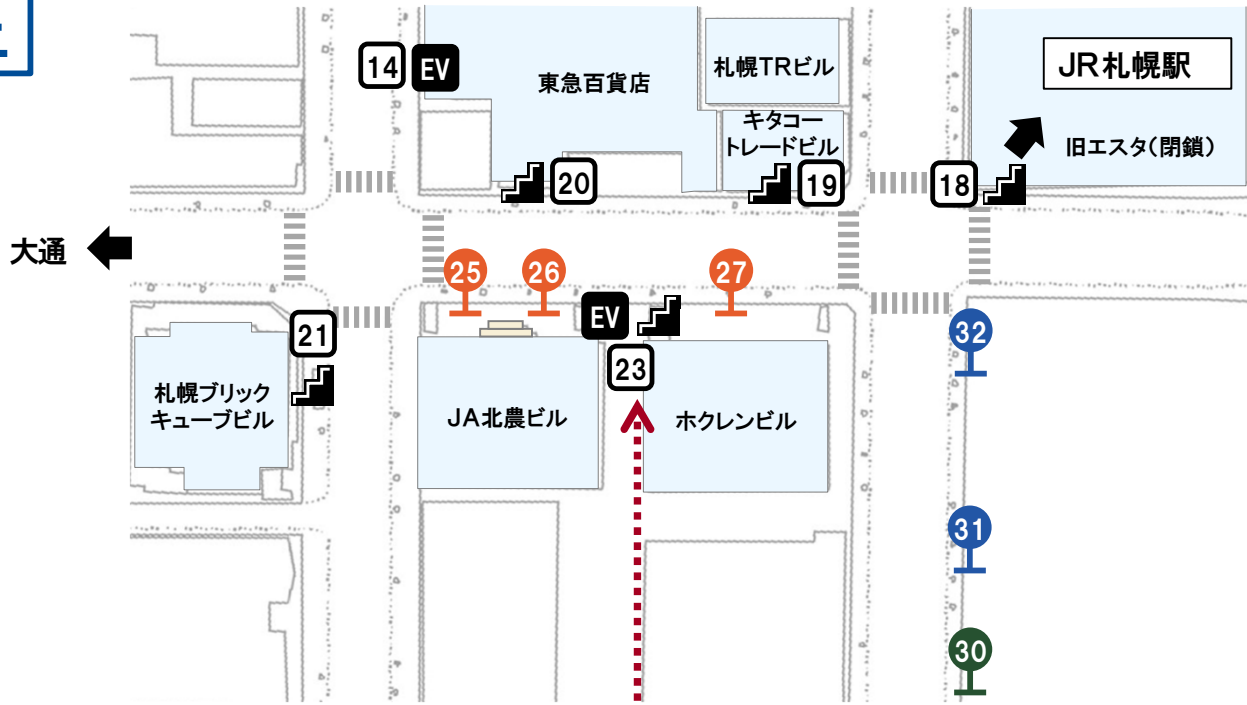 14
EV
東急百貨店
札幌TRビル
JR札幌駅
キタコー
トレードビル
旧エスタ(閉鎖)
20
19
18
大通
25
26
27
EV
21
23
32
札幌ブリック
キューブビル
JA北農ビル
ホクレンビル
31
30